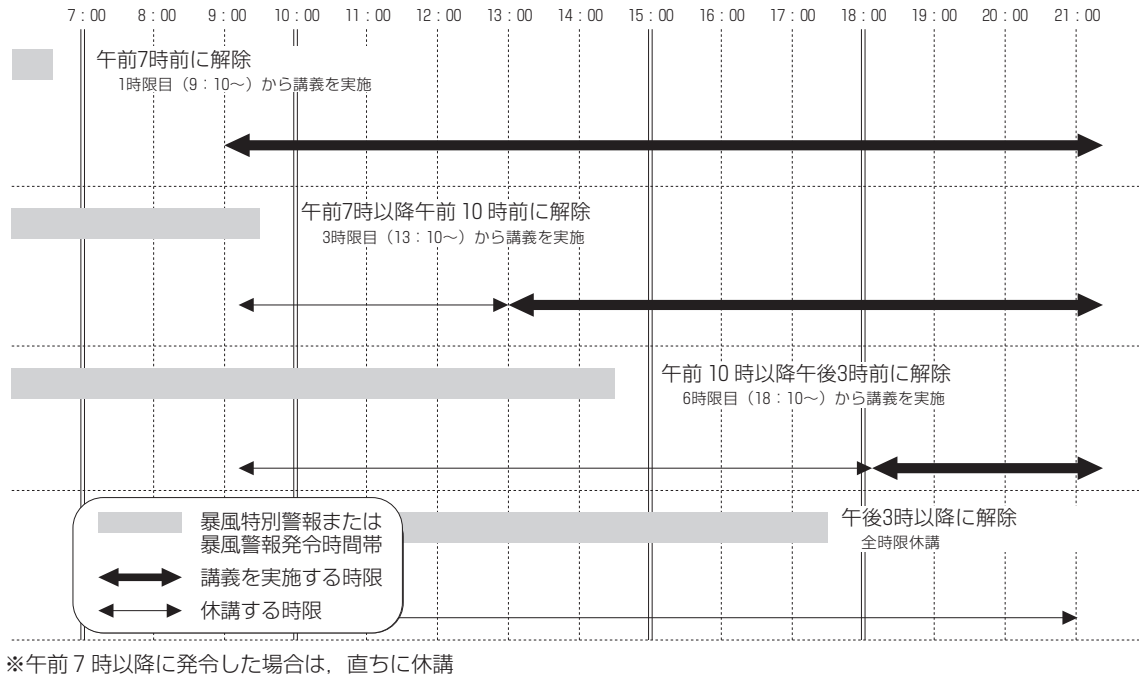 7：00 8：00 9：00 10：00 11：00 12：00 13：00 14：00 15：00 16：00 17：00 18：00 19：00 20：00 21：00
午前7時前に解除
1時限目（9：10～）から講義を実施
午前7時以降午前 10 時前に解除
3時限目（13：10～）から講義を実施
午前 10 時以降午後3時前に解除
6時限目（18：10～）から講義を実施
午後3時以降に解除
全時限休講
暴風特別警報または
暴風警報発令時間帯
講義を実施する時限
休講する時限
※午前 7 時以降に発令した場合は，直ちに休講